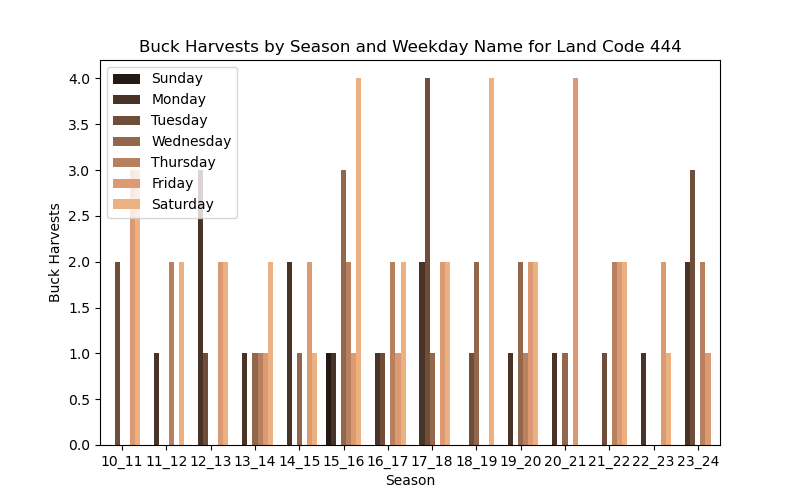 Buck Harvests by Season and Weekday Name for Land Code 444
Buck Harvests
4.0
3.5
3.0
2.5
2.0
1.5
1.0
0.5
0.0
Sunday
Monday
Tuesday
Wednesday
Thursday
Friday
Saturday
10_11 11_12 12_13 13_14 14_15 15_16 16_17 17_18 18_19 19_20 20_21 21_22 22_23 23_24
Season